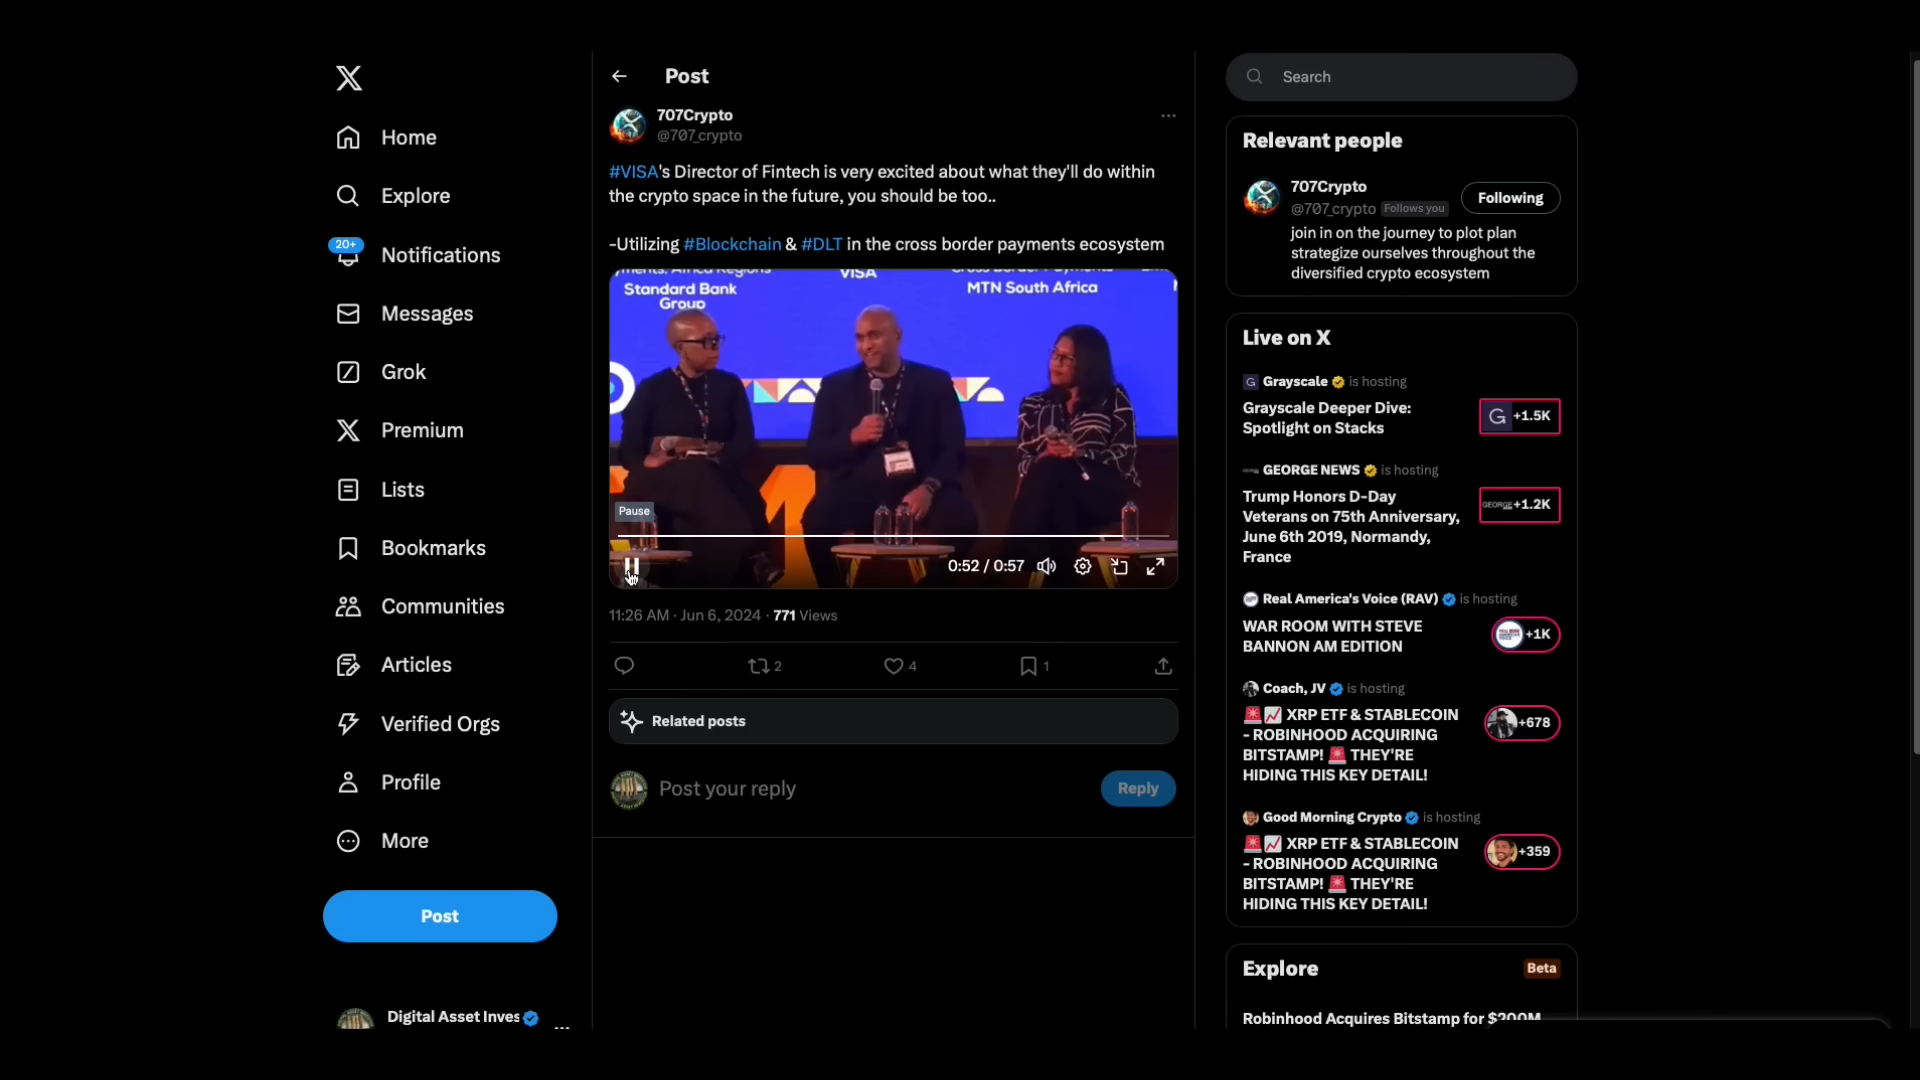 Home
Explore
20+
Notifications
Messages
Grok
Premium
Lists
Bookmarks
Communities
Articles
Verified Orgs
Profile
More
Post
Digital Asset Inves
Post
707Crypto
@707_crypto
#VISA's Director of Fintech is very excited about what they'll do within
the crypto space in the future, you should be too..
-Utilizing #Blockchain & #DLT in the cross border payments ecosystem
Standard Bank
Group
VISA
MTN South Africa
Pause
0:52 / 0:57
11:26 AM · Jun 6, 2024 · 771 Views
2
4
1
Related posts
Post your reply
Reply
Search
Relevant people
707Crypto
@707_crypto Follows you
Following
join in on the journey to plot plan
strategize ourselves throughout the
diversified crypto ecosystem
Live on X
G Grayscale is hosting
Grayscale Deeper Dive:
Spotlight on Stacks
G +1.5K
GEORGE NEWS is hosting
Trump Honors D-Day
Veterans on 75th Anniversary,
June 6th 2019, Normandy,
France
GEORGE +1.2K
Real America's Voice (RAV) is hosting
WAR ROOM WITH STEVE
BANNON AM EDITION
+1K
Coach, JV is hosting
🚨📈 XRP ETF & STABLECOIN
- ROBINHOOD ACQUIRING
BITSTAMP! 🚨 THEY'RE
HIDING THIS KEY DETAIL!
+678
Good Morning Crypto is hosting
🚨📈 XRP ETF & STABLECOIN
- ROBINHOOD ACQUIRING
BITSTAMP! 🚨 THEY'RE
HIDING THIS KEY DETAIL!
+359
Explore
Beta
Robinhood Acquires Bitstamp for $200M